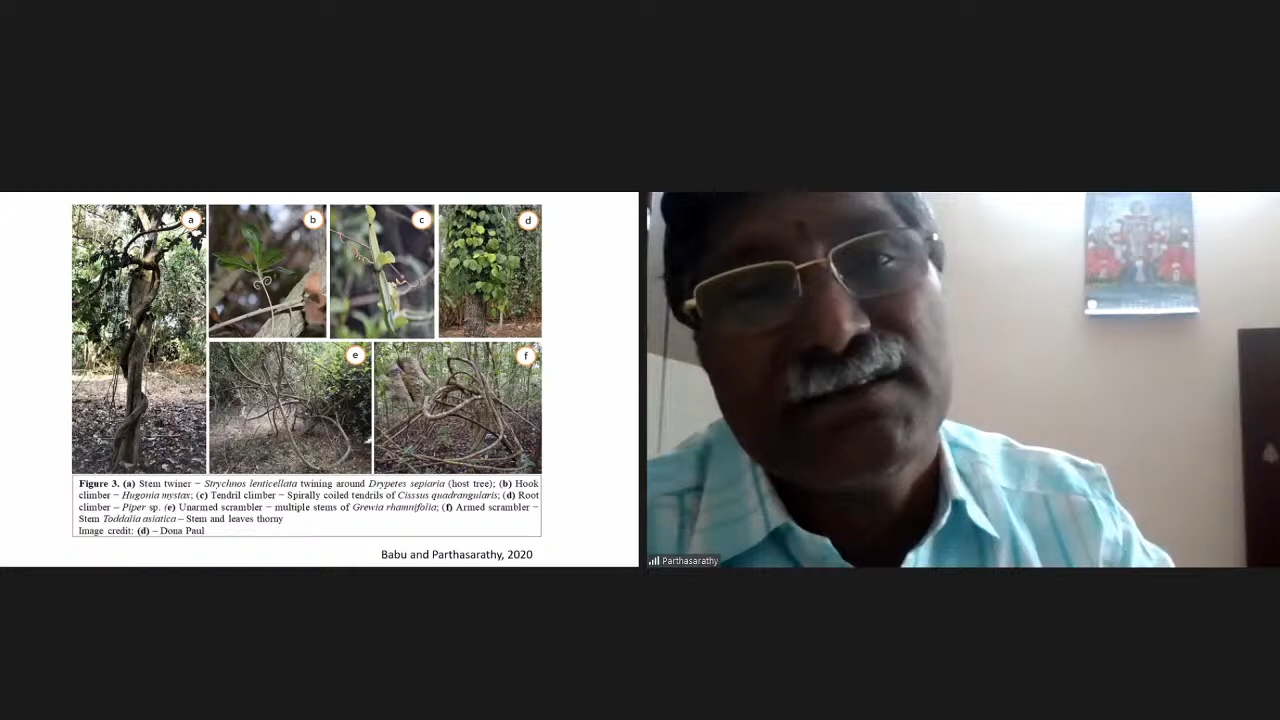 a
b
c
d
e
f
Figure 3. (a) Stem twiner − Strychnos lenticellata twining around Drypetes sepiaria (host tree); (b) Hook
climber − Hugonia mystax; (c) Tendril climber − Spirally coiled tendrils of Cisssus quadrangularis; (d) Root
climber − Piper sp. (e) Unarmed scrambler − multiple stems of Grewia rhamnifolia; (f) Armed scrambler −
Stem Toddalia asiatica – Stem and leaves thorny
Image credit: (d) – Dona Paul
Babu and Parthasarathy, 2020
Parthasarathy